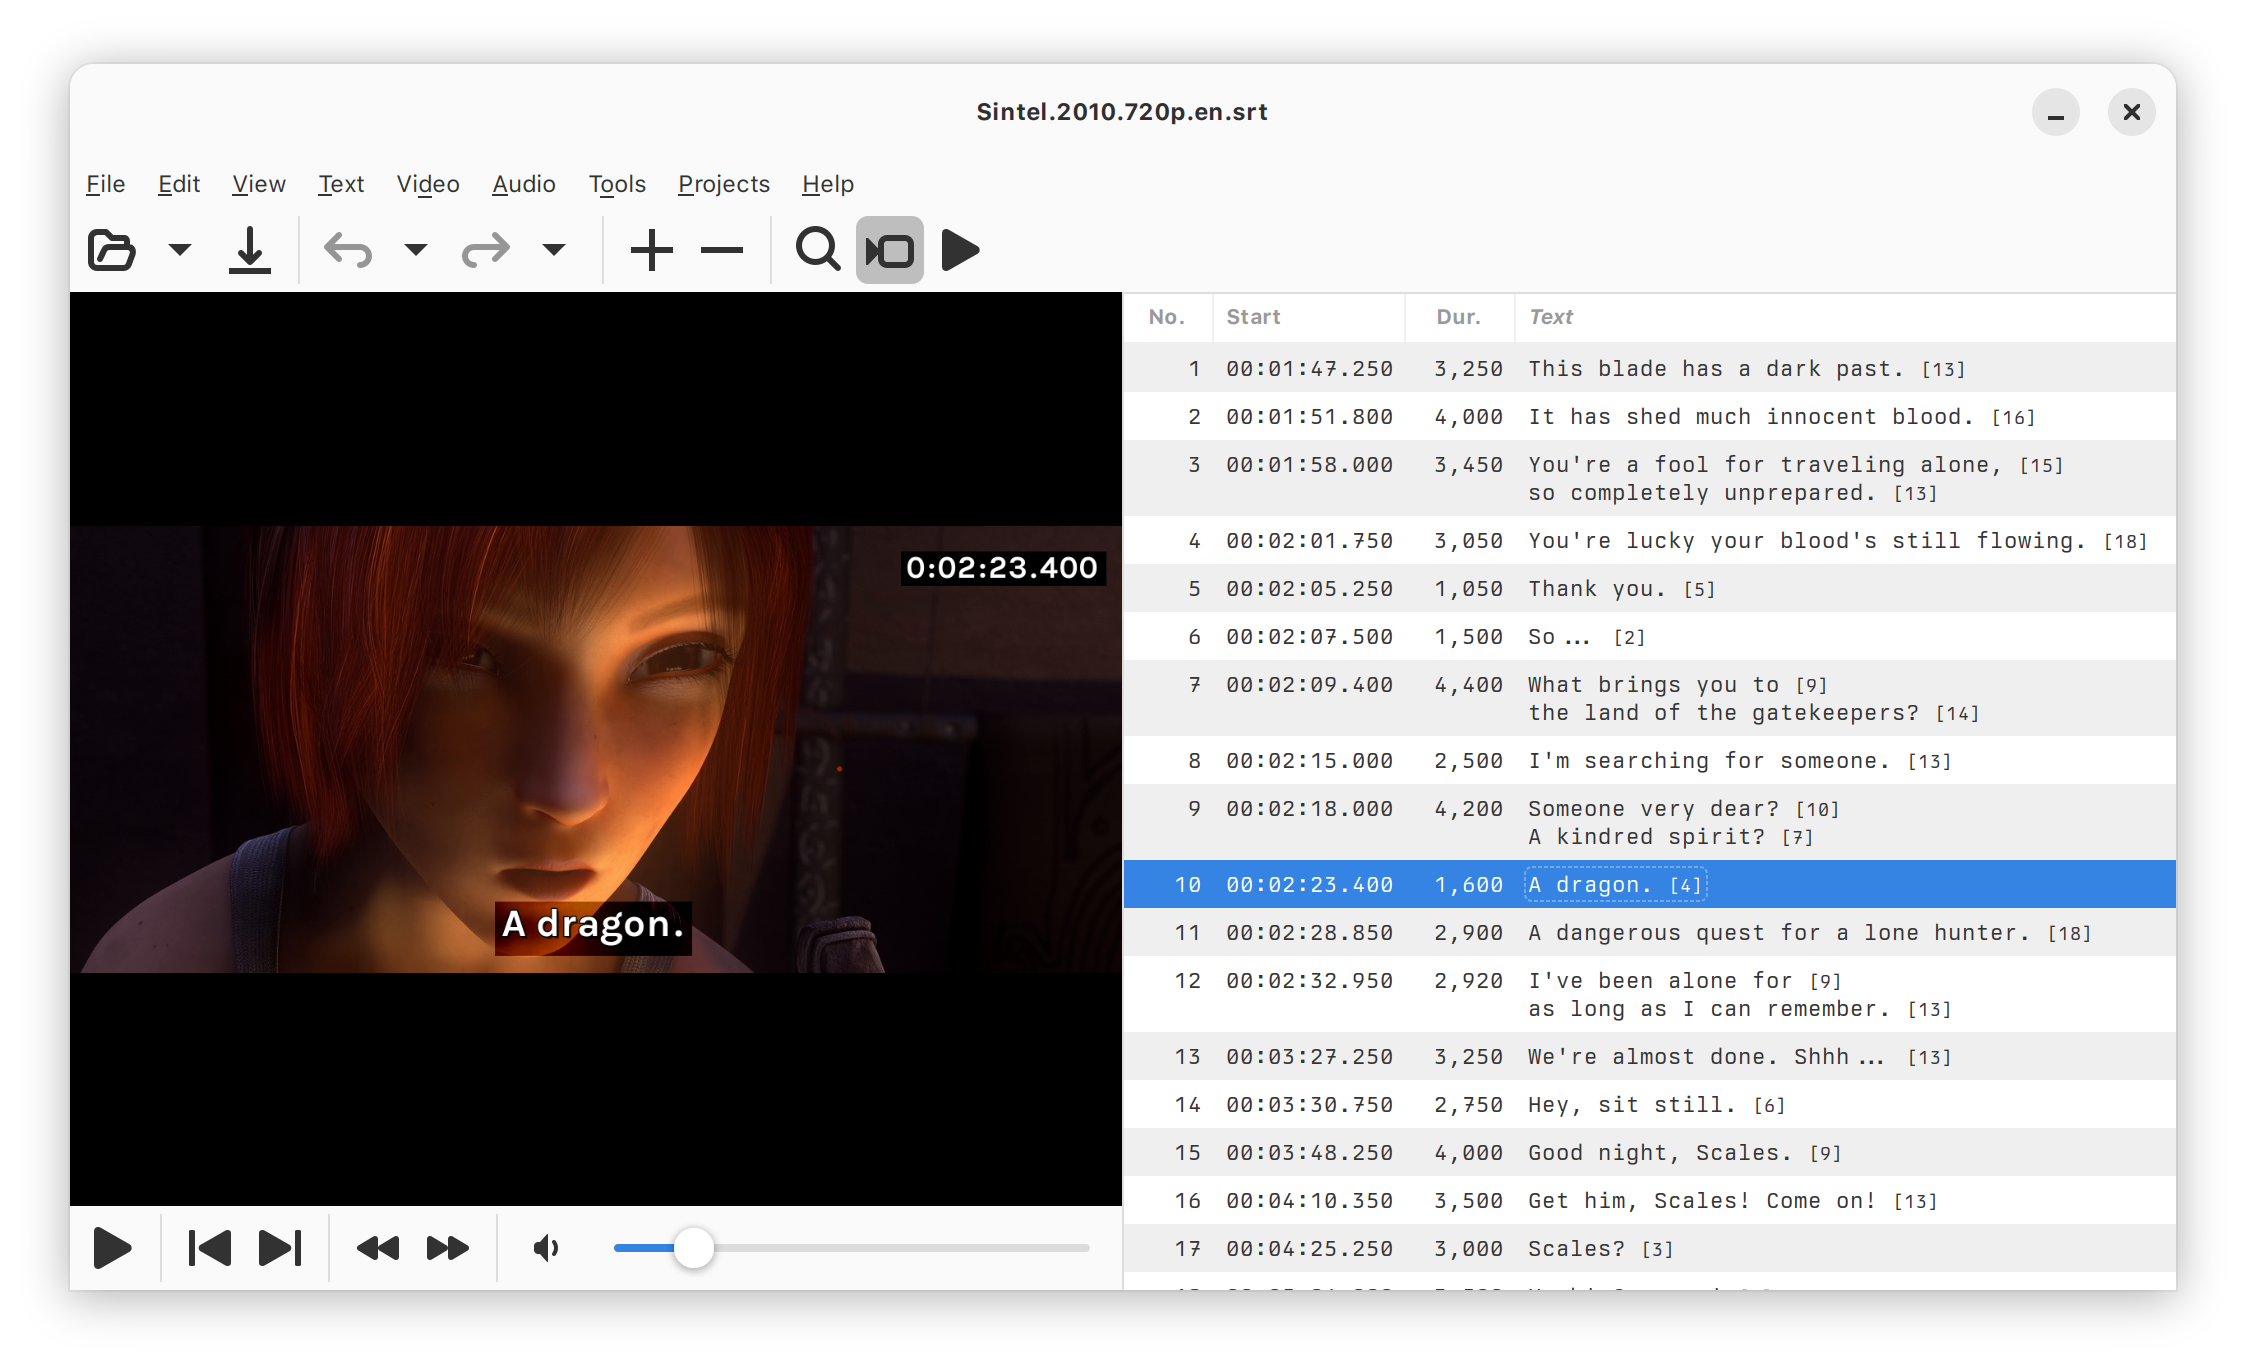 Sintel.2010.720p.en.srt
File Edit View Text Video Audio Tools Projects Help
0:02:23.400
A dragon.
No. Start Dur. Text
1 00:01:47.250 3,250 This blade has a dark past. [13]
2 00:01:51.800 4,000 It has shed much innocent blood. [16]
3 00:01:58.000 3,450 You're a fool for traveling alone, [15]
so completely unprepared. [13]
4 00:02:01.750 3,050 You're lucky your blood's still flowing. [18]
5 00:02:05.250 1,050 Thank you. [5]
6 00:02:07.500 1,500 So... [2]
7 00:02:09.400 4,400 What brings you to [9]
the land of the gatekeepers? [14]
8 00:02:15.000 2,500 I'm searching for someone. [13]
9 00:02:18.000 4,200 Someone very dear? [10]
A kindred spirit? [7]
10 00:02:23.400 1,600 A dragon. [4]
11 00:02:28.850 2,900 A dangerous quest for a lone hunter. [18]
12 00:02:32.950 2,920 I've been alone for [9]
as long as I can remember. [13]
13 00:03:27.250 3,250 We're almost done. Shhh... [13]
14 00:03:30.750 2,750 Hey, sit still. [6]
15 00:03:48.250 4,000 Good night, Scales. [9]
16 00:04:10.350 3,500 Get him, Scales! Come on! [13]
17 00:04:25.250 3,000 Scales? [3]